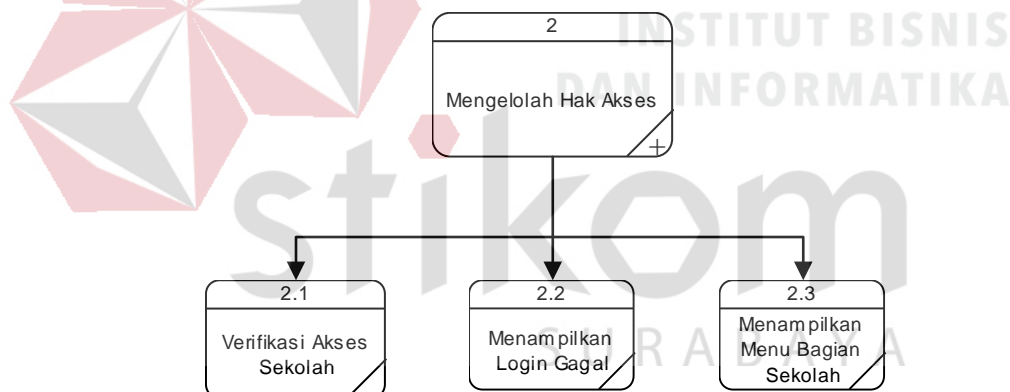 2
INSTITUT BISNIS
DAN INFORMATIKA
Mengelolah Hak Akses
+
stikom
SURABAYA
2.1
Verifikasi Akses
Sekolah
2.2
Menampilkan
Login Gagal
2.3
Menampilkan
Menu Bagian
Sekolah